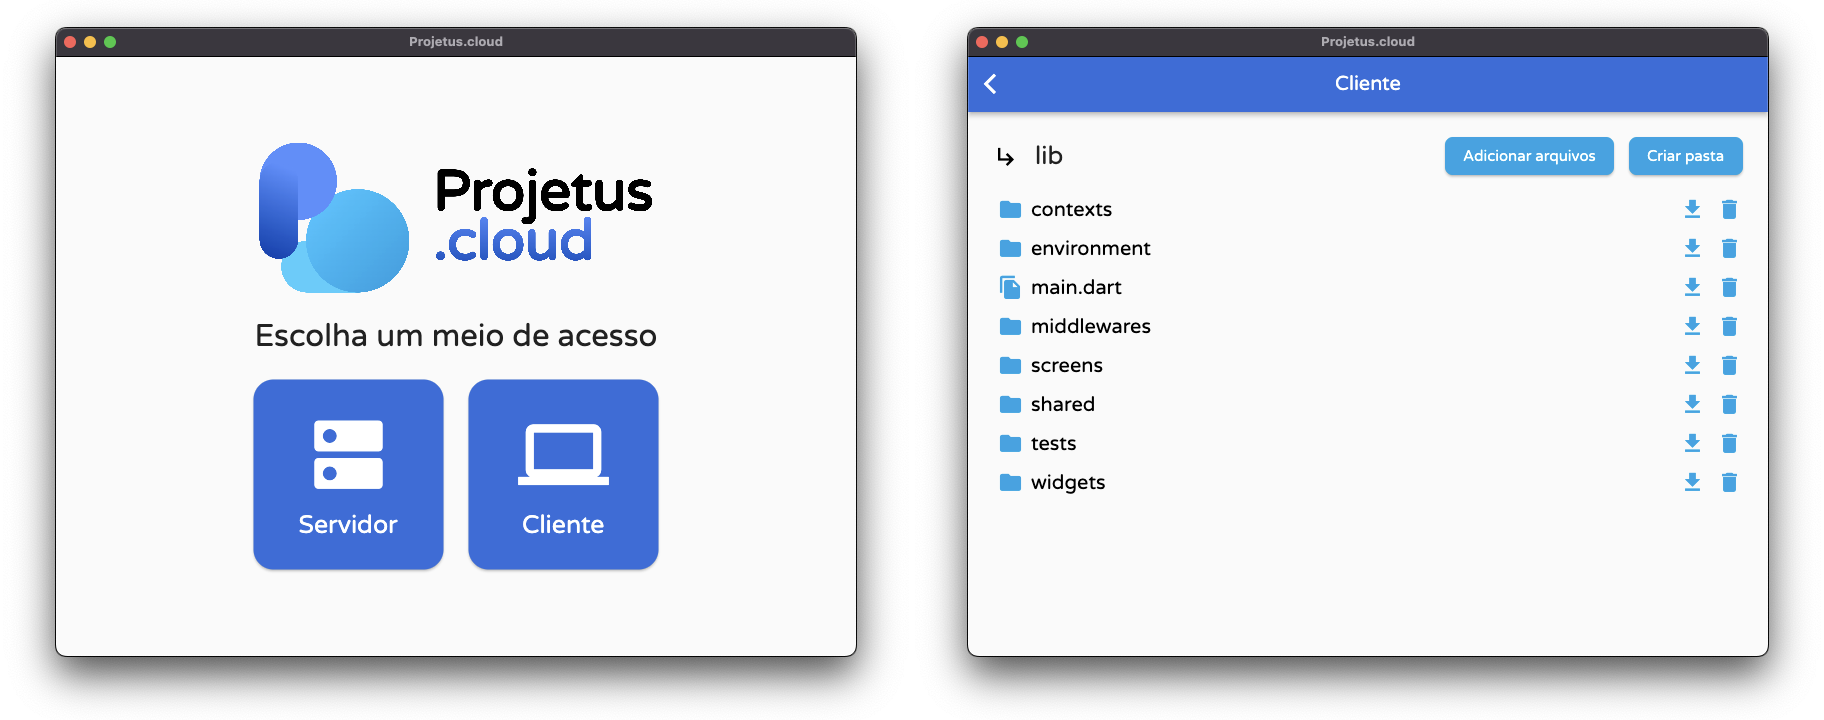 Projetus.cloud
Projetus
.cloud
Escolha um meio de acesso
Servidor
Cliente
Projetus.cloud
Cliente
lib
Adicionar arquivos
Criar pasta
contexts
environment
main.dart
middlewares
screens
shared
tests
widgets